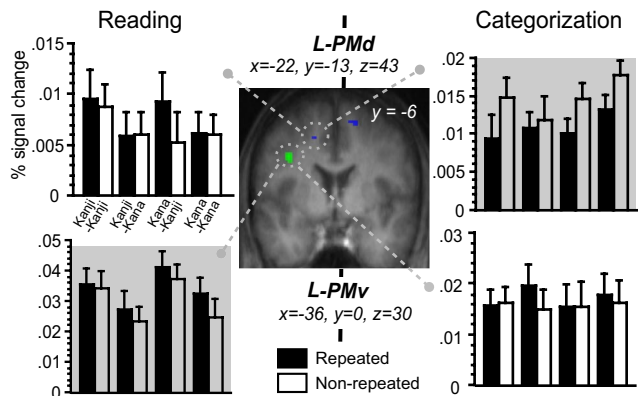 Reading
Categorization
L-PMd
x=-22, y=-13, z=43
y = -6
% signal change
.015
.01
.005
0
Kanji
-Kanji
Kanji
-Kana
Kana
-Kanji
Kana
-Kana
.05
.04
.03
.02
.01
0
.02
.015
.01
.005
0
.03
.02
.01
0
L-PMv
x=-36, y=0, z=30
Repeated
Non-repeated